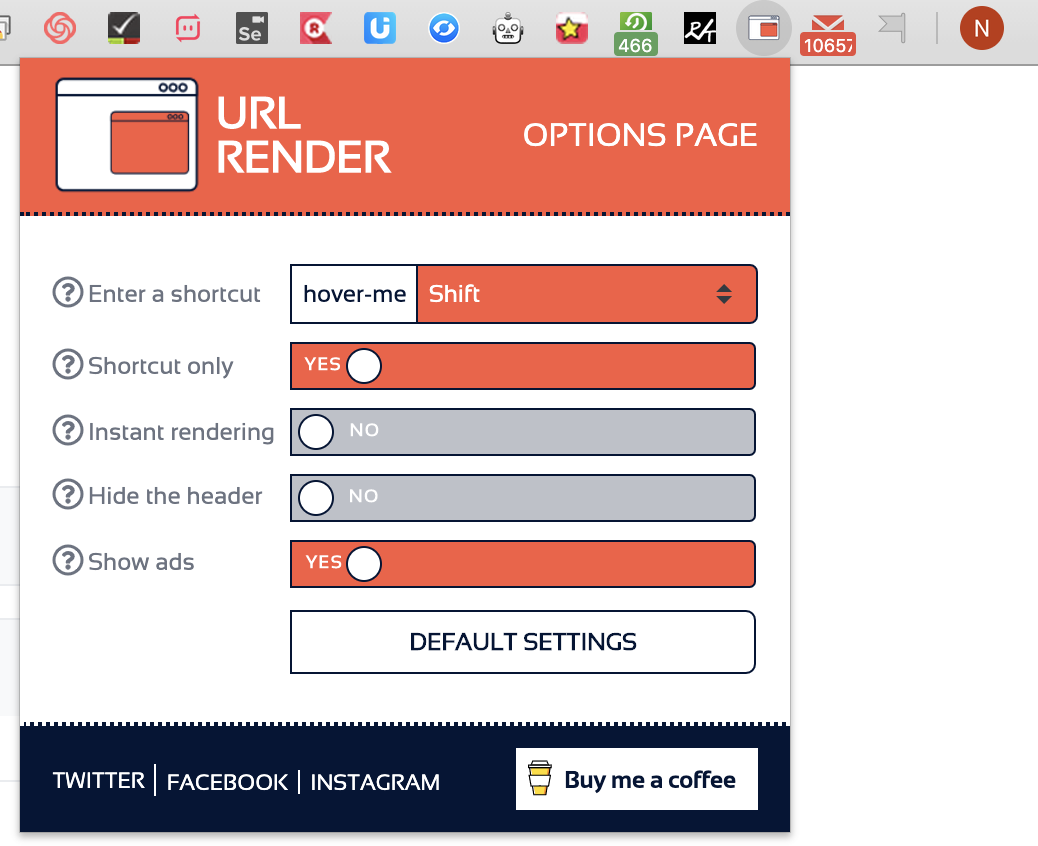 Se
R
U
466
10657
N
URL
RENDER
OPTIONS PAGE
Enter a shortcut
hover-me
Shift
Shortcut only
YES
Instant rendering
NO
Hide the header
NO
Show ads
YES
DEFAULT SETTINGS
TWITTER
FACEBOOK
INSTAGRAM
Buy me a coffee